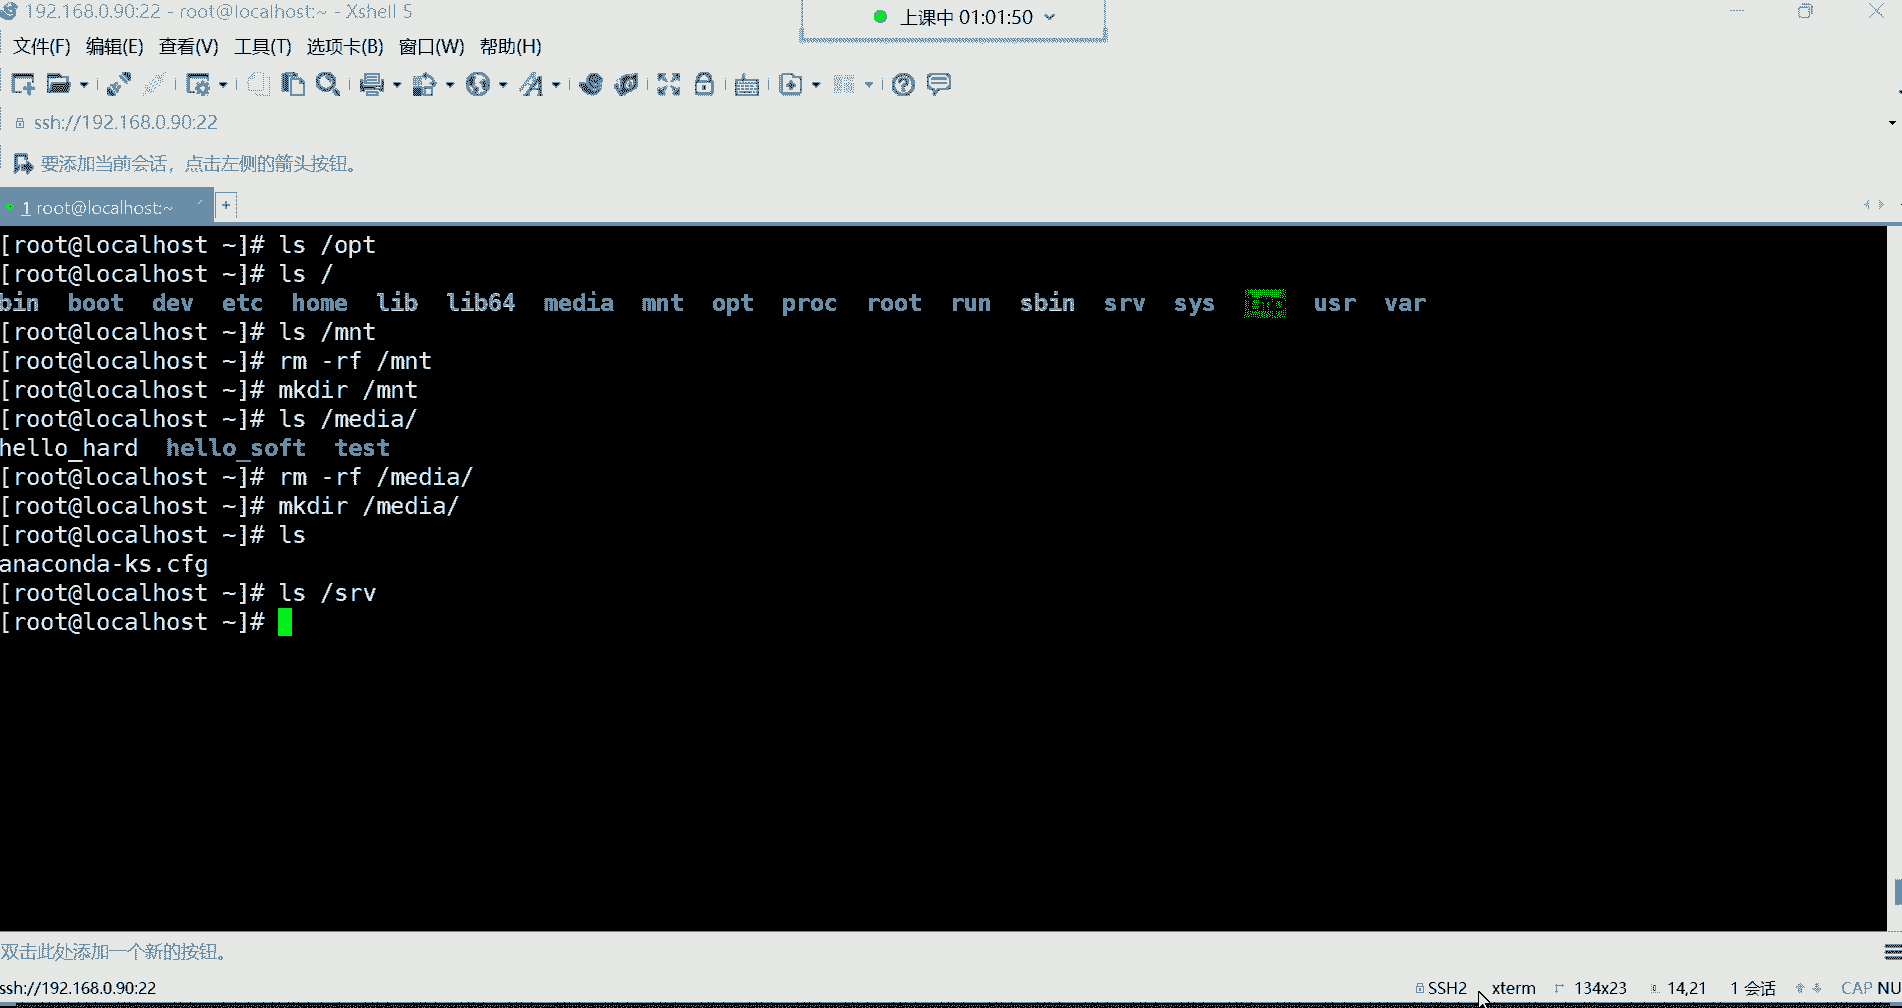 192.168.0.90:22 - root@localhost:~ - Xshell 5
上课中 01:01:50
文件(F) 编辑(E) 查看(V) 工具(T) 选项卡(B) 窗口(W) 帮助(H)
ssh://192.168.0.90:22
要添加当前会话，点击左侧的箭头按钮。
1 root@localhost:~
[root@localhost ~]# ls /opt
[root@localhost ~]# ls /
bin boot dev etc home lib lib64 media mnt opt proc root run sbin srv sys tmp usr var
[root@localhost ~]# ls /mnt
[root@localhost ~]# rm -rf /mnt
[root@localhost ~]# mkdir /mnt
[root@localhost ~]# ls /media/
hello_hard hello_soft test
[root@localhost ~]# rm -rf /media/
[root@localhost ~]# mkdir /media/
[root@localhost ~]# ls
anaconda-ks.cfg
[root@localhost ~]# ls /srv
[root@localhost ~]#
双击此处添加一个新的按钮。
ssh://192.168.0.90:22 SSH2 xterm 134x23 14,21 1 会话 CAP NU